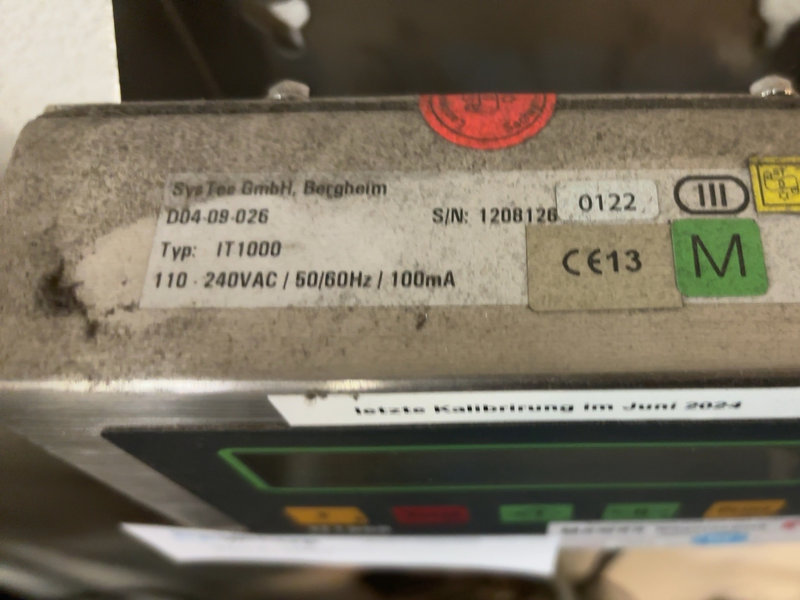 SysTec GmbH, Bergheim
D04-09-026
S/N: 1208126
0122
III
Typ: IT1000
CE13
M
110 - 240VAC / 50/60Hz / 100mA
letzte Kalibrirung im Juni 2024